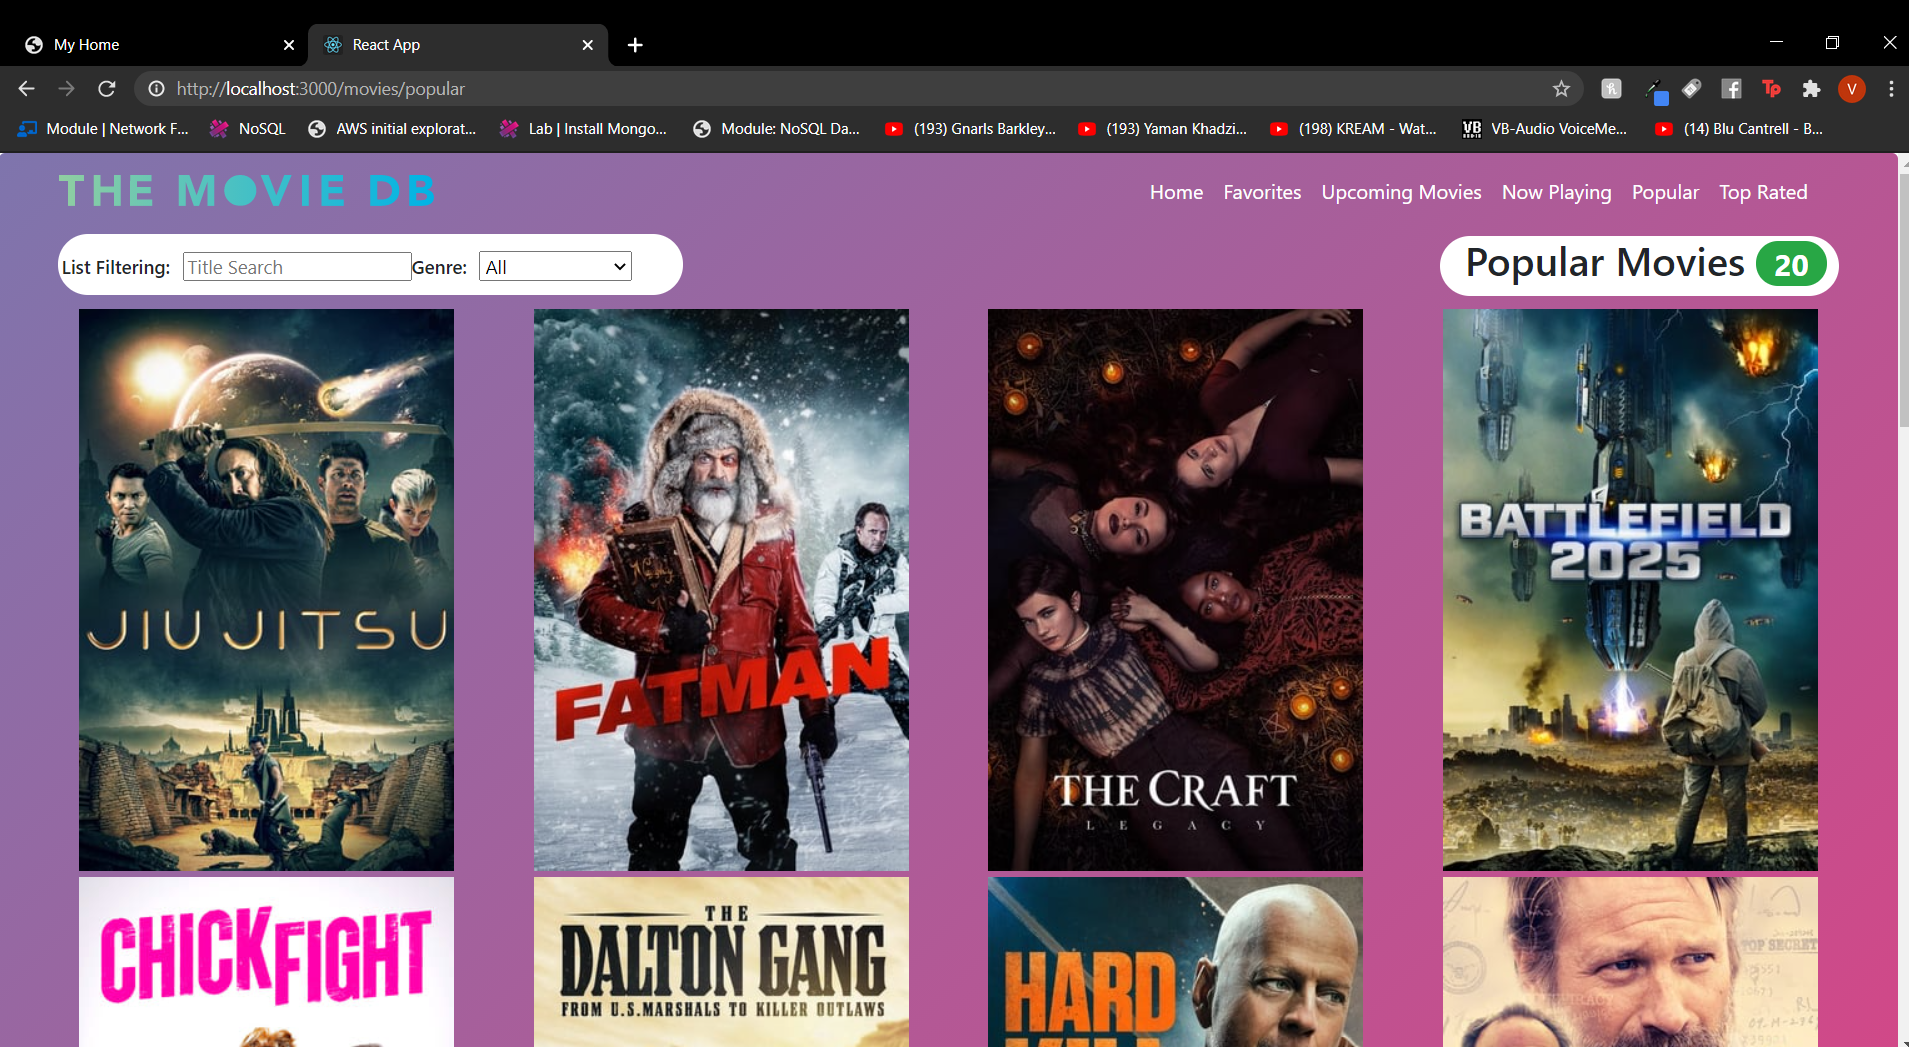 My Home
React App
http://localhost:3000/movies/popular
V
Module | Network F...
NoSQL
AWS initial explorat...
Lab | Install Mongo...
Module: NoSQL Da...
(193) Gnarls Barkley...
(193) Yaman Khadzi...
(198) KREAM - Wat...
VB-Audio VoiceMe...
(14) Blu Cantrell - B...
THE MOVIE DB
Home
Favorites
Upcoming Movies
Now Playing
Popular
Top Rated
List Filtering:
Title Search
Genre:
All
Popular Movies 20
JIU JITSU
FATMAN
THE CRAFT
LEGACY
BATTLEFIELD
2025
CHICKFIGHT
THE
DALTON GANG
FROM U.S. MARSHALS TO KILLER OUTLAWS
HARD
TOP SECRET